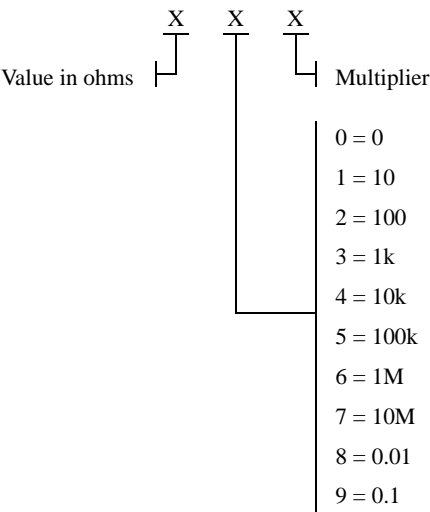 X X X
Value in ohms Multiplier
0 = 0
1 = 10
2 = 100
3 = 1k
4 = 10k
5 = 100k
6 = 1M
7 = 10M
8 = 0.01
9 = 0.1